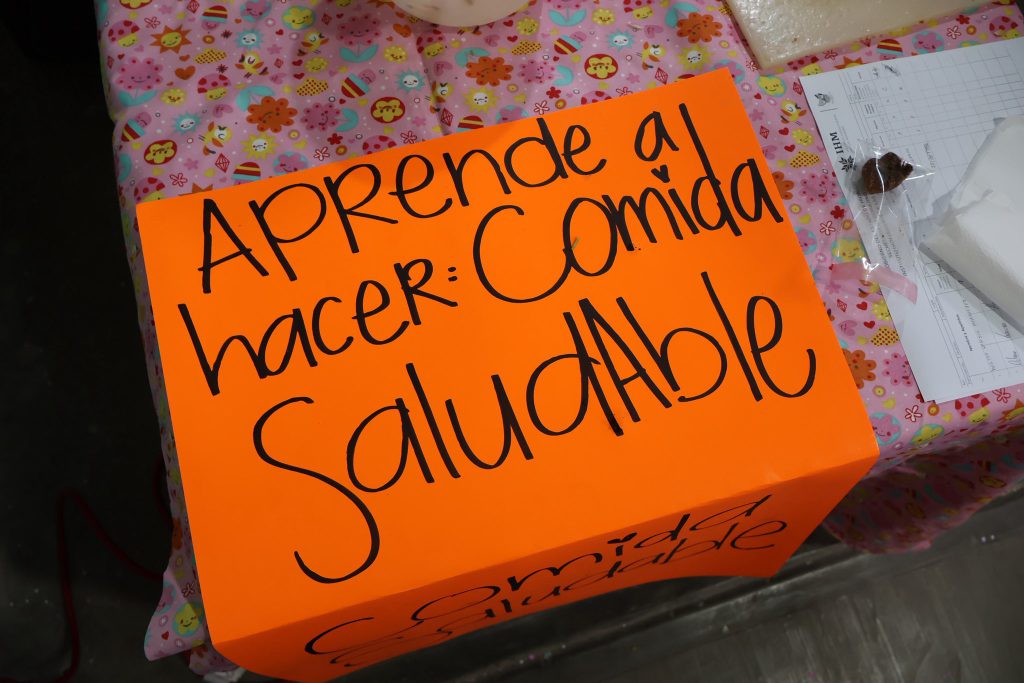 Aprende a
hacer: Comida
Saludable
Comida
Saludable
IHM